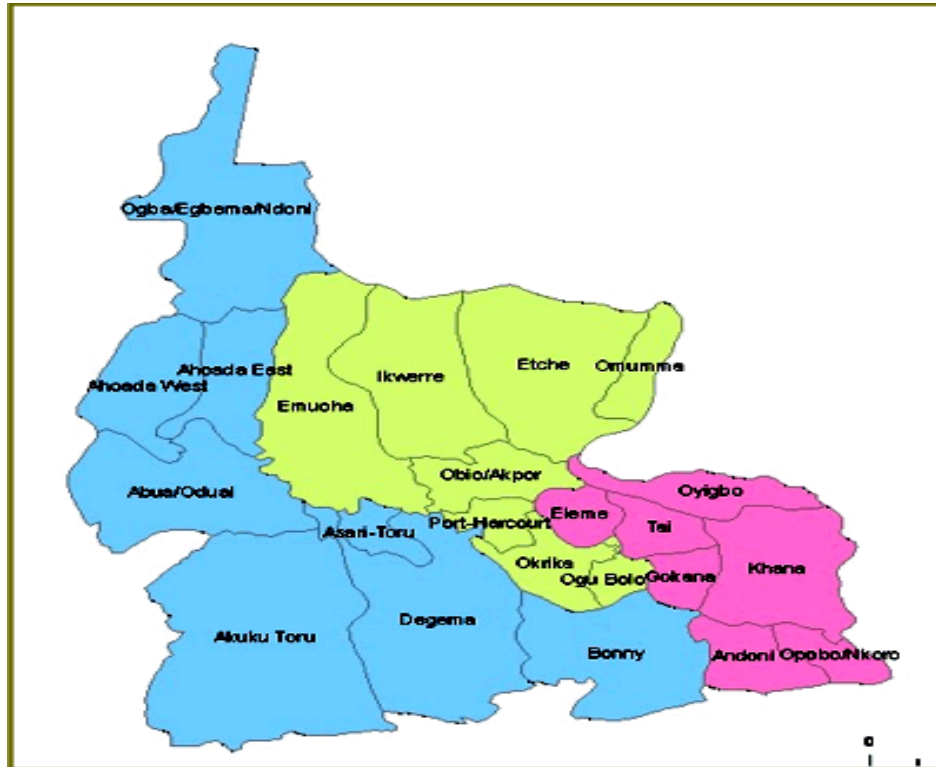 Ogba/Egbema/Ndoni
Ahoada East
Ahoada West
Emuoha
Ikwerre
Etche
Omumma
Abua/Odual
Obio/Akpor
Oyigbo
Asari-Toru
Port-Harcourt
Eleme
Tai
Okrika
Ogu Bolo
Gokana
Khana
Akuku Toru
Degema
Bonny
Andoni
Opobo/Nkoro
0